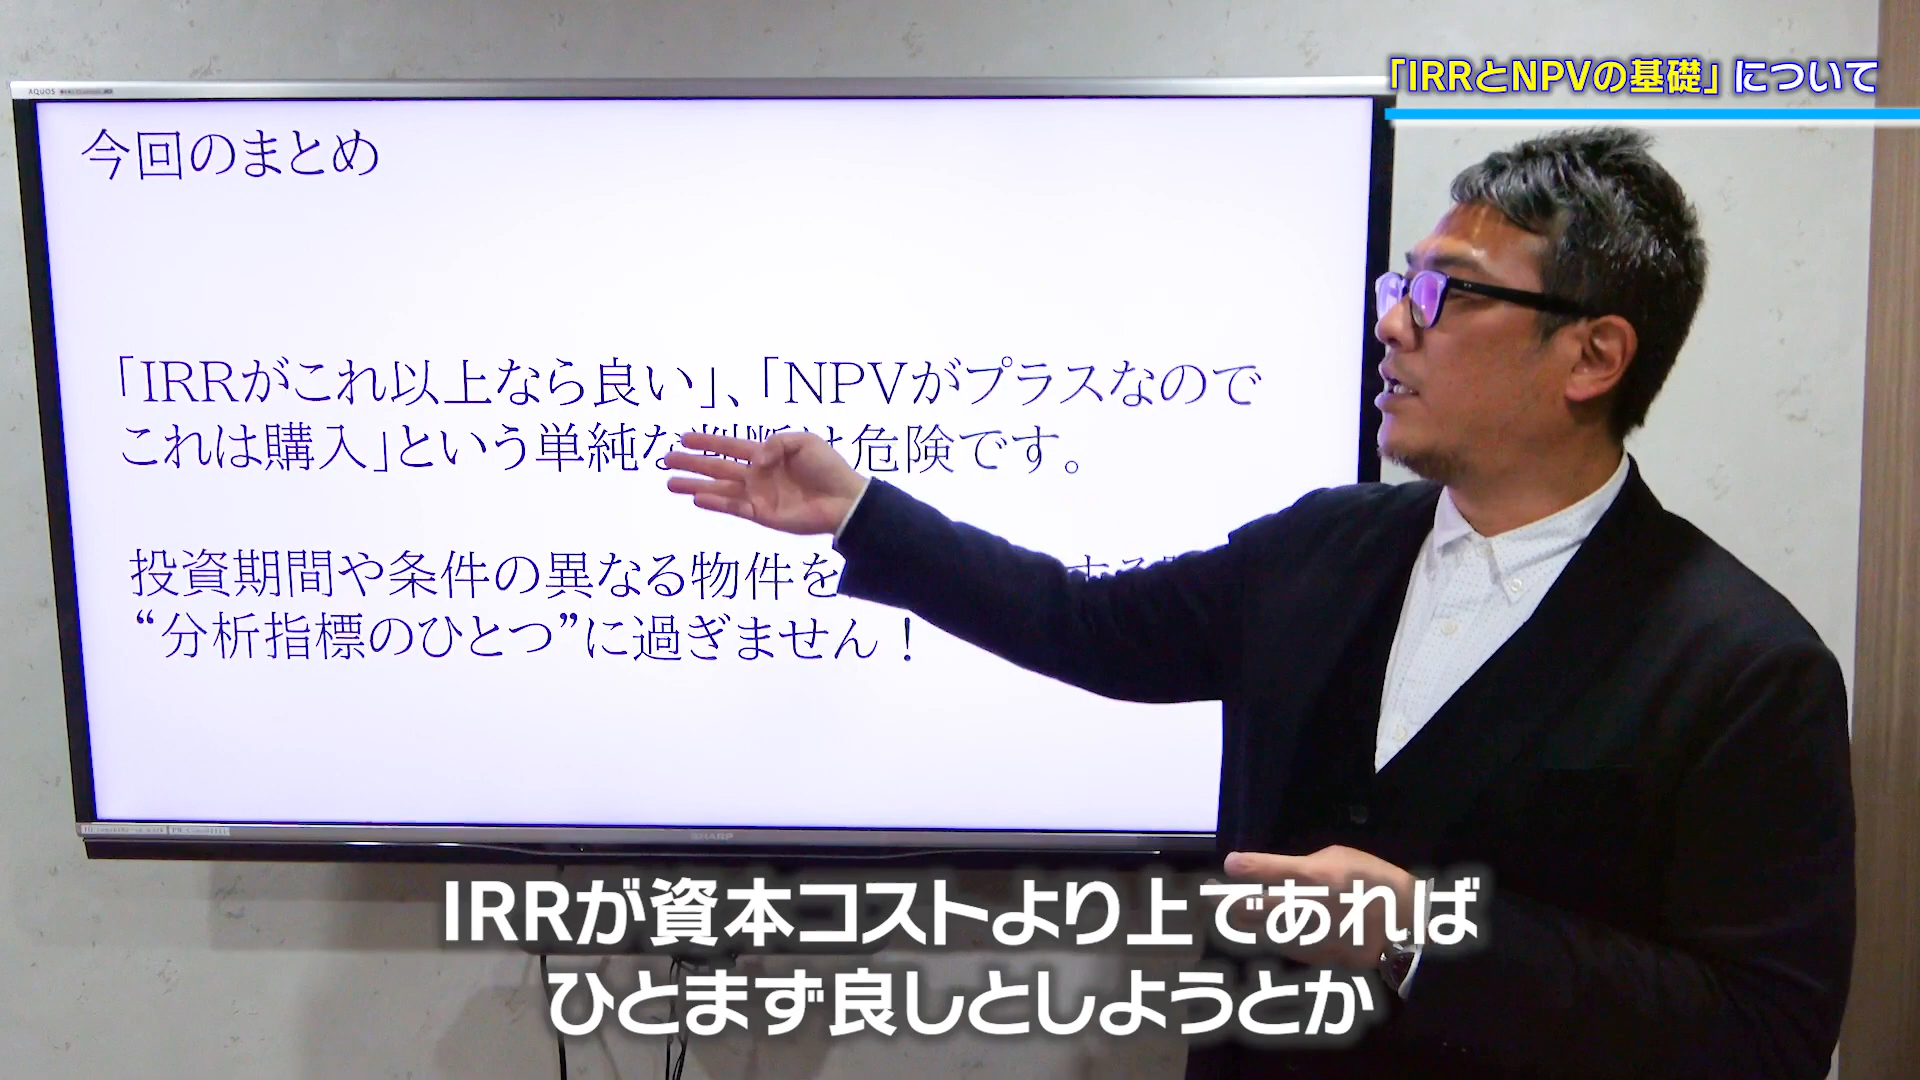 「IRRとNPVの基礎」について
AQUOS
今回のまとめ
「IRRがこれ以上なら良い」、「NPVがプラスなので
これは購入」という単純な判断は危険です。
投資期間や条件の異なる物件を
“分析指標のひとつ”に過ぎません！
SHARP
IRRが資本コストより上であれば
ひとまず良しとしようとか